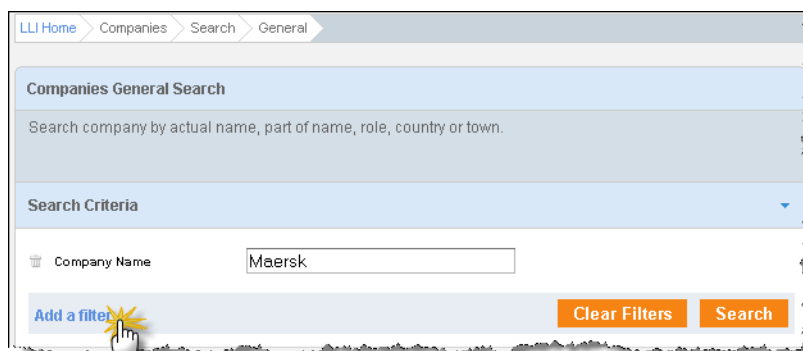 LLI Home Companies Search General
Companies General Search
Search company by actual name, part of name, role, country or town.
Search Criteria
Company Name Maersk
Add a filter Clear Filters Search